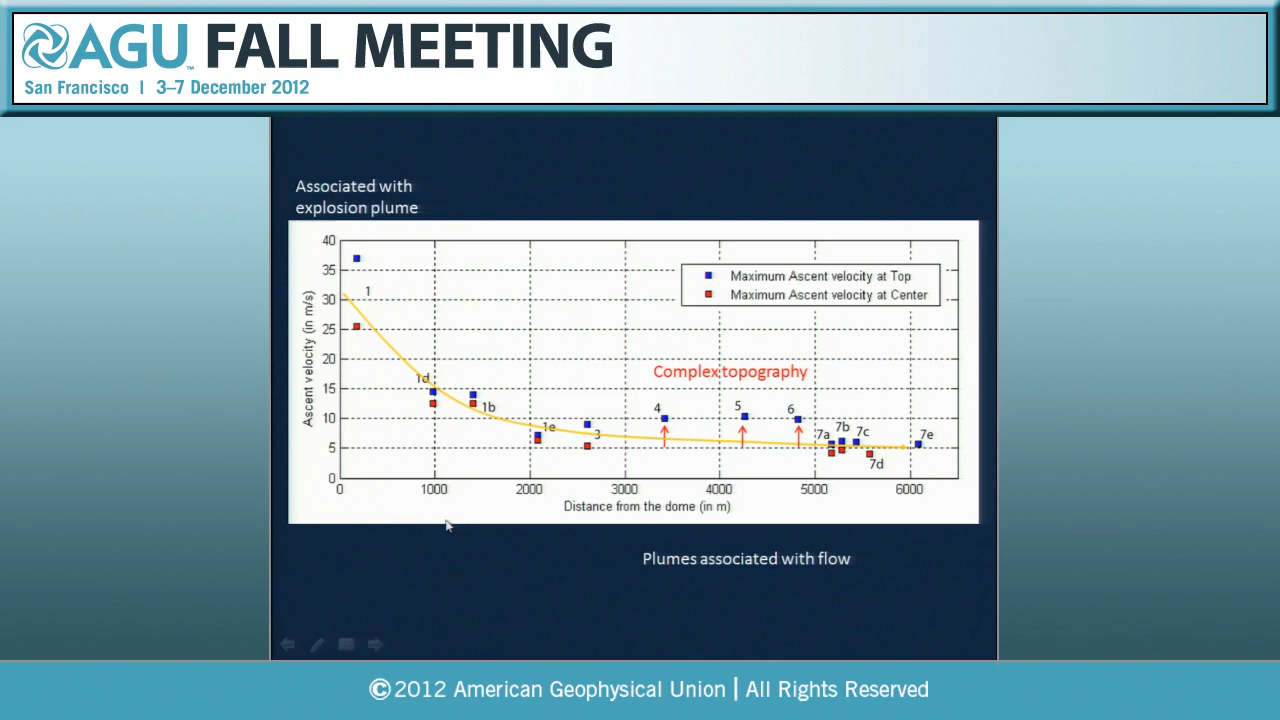 AGU™ FALL MEETING
San Francisco | 3–7 December 2012
Associated with
explosion plume
40
35
30
25
20
15
10
5
0
Ascent velocity (in m/s)
Maximum Ascent velocity at Top
Maximum Ascent velocity at Center
Complex topography
1
1d
1b
1e
3
4
5
6
7a
7b
7c
7d
7e
0 1000 2000 3000 4000 5000 6000
Distance from the dome (in m)
Plumes associated with flow
©2012 American Geophysical Union | All Rights Reserved